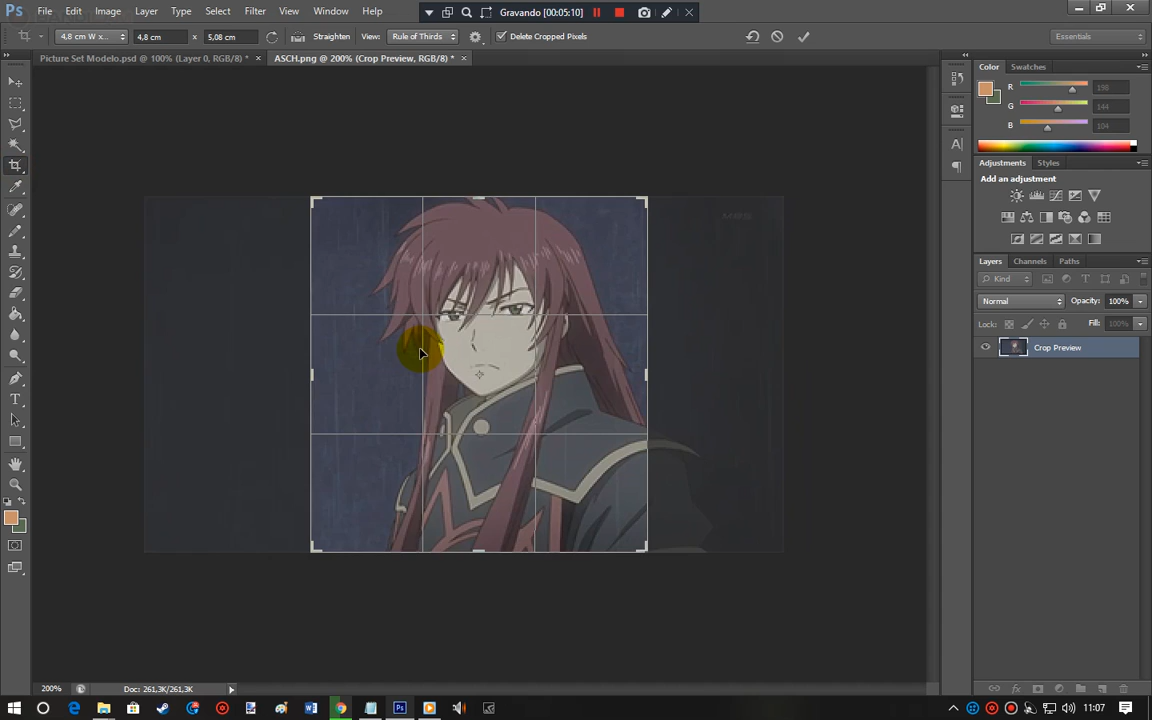 Ps File Edit Image Layer Type Select Filter View Window Help Gravando [00:05:10]
4,8 cm W x... 4,8 cm x 5,08 cm Straighten View: Rule of Thirds Delete Cropped Pixels Essentials
Picture Set Modelo.psd @ 100% (Layer 0, RGB/8) * × ASCH.png @ 200% (Crop Preview, RGB/8) * ×
Color Swatches
R 198
G 144
B 104
Adjustments Styles
Add an adjustment
Layers Channels Paths
Kind
Normal Opacity: 100%
Lock: Fill: 100%
Crop Preview
200% Doc: 261,3K/261,3K
11:07